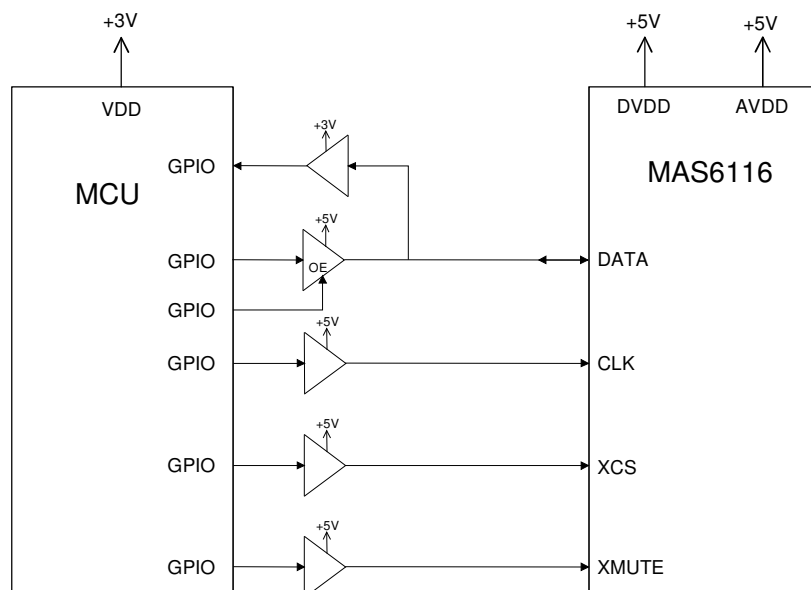 +3V
+5V
+5V
VDD
DVDD
AVDD
+3V
GPIO
MCU
MAS6116
+5V
GPIO
OE
DATA
GPIO
+5V
GPIO
CLK
+5V
GPIO
XCS
+5V
GPIO
XMUTE